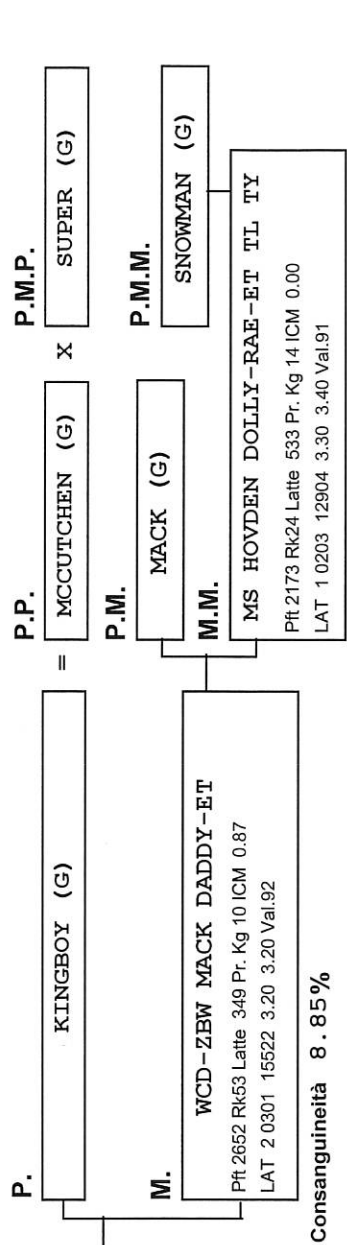 P.
KINGBOY (G)
=
P.P.
MCCUTCHEN (G)
X
P.M.P.
SUPER (G)
M.
WCD-ZBW MACK DADDY-ET
Pft 2652 Rk53 Latte 349 Pr. Kg 10 ICM 0.87
LAT 2 0301 15522 3.20 3.20 Val.92
P.M.
MACK (G)
P.M.M.
SNOWMAN (G)
M.M.
MS HOVDEN DOLLY-RAE-ET TL TY
Pft 2173 Rk24 Latte 533 Pr. Kg 14 ICM 0.00
LAT 1 0203 12904 3.30 3.40 Val.91
Consanguineità 8.85%